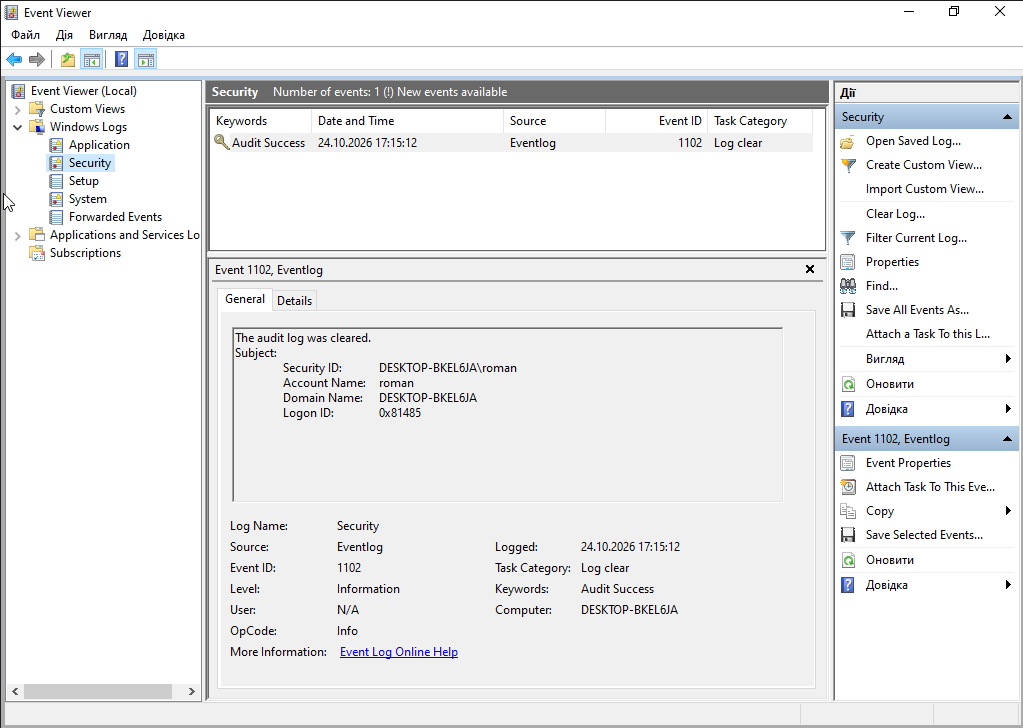 Event Viewer
Файл Дія Вигляд Довідка
Event Viewer (Local)
Custom Views
Windows Logs
Application
Security
Setup
System
Forwarded Events
Applications and Services Lo
Subscriptions
Security Number of events: 1 (!) New events available
Keywords Date and Time Source Event ID Task Category
Audit Success 24.10.2026 17:15:12 Eventlog 1102 Log clear
Event 1102, Eventlog
General Details
The audit log was cleared.
Subject:
Security ID: DESKTOP-BKEL6JA\roman
Account Name: roman
Domain Name: DESKTOP-BKEL6JA
Logon ID: 0x81485
Log Name: Security
Source: Eventlog Logged: 24.10.2026 17:15:12
Event ID: 1102 Task Category: Log clear
Level: Information Keywords: Audit Success
User: N/A Computer: DESKTOP-BKEL6JA
OpCode: Info
More Information: Event Log Online Help
Дії
Security
Open Saved Log...
Create Custom View...
Import Custom View...
Clear Log...
Filter Current Log...
Properties
Find...
Save All Events As...
Attach a Task To this L...
Вигляд
Оновити
Довідка
Event 1102, Eventlog
Event Properties
Attach Task To This Eve...
Copy
Save Selected Events...
Оновити
Довідка